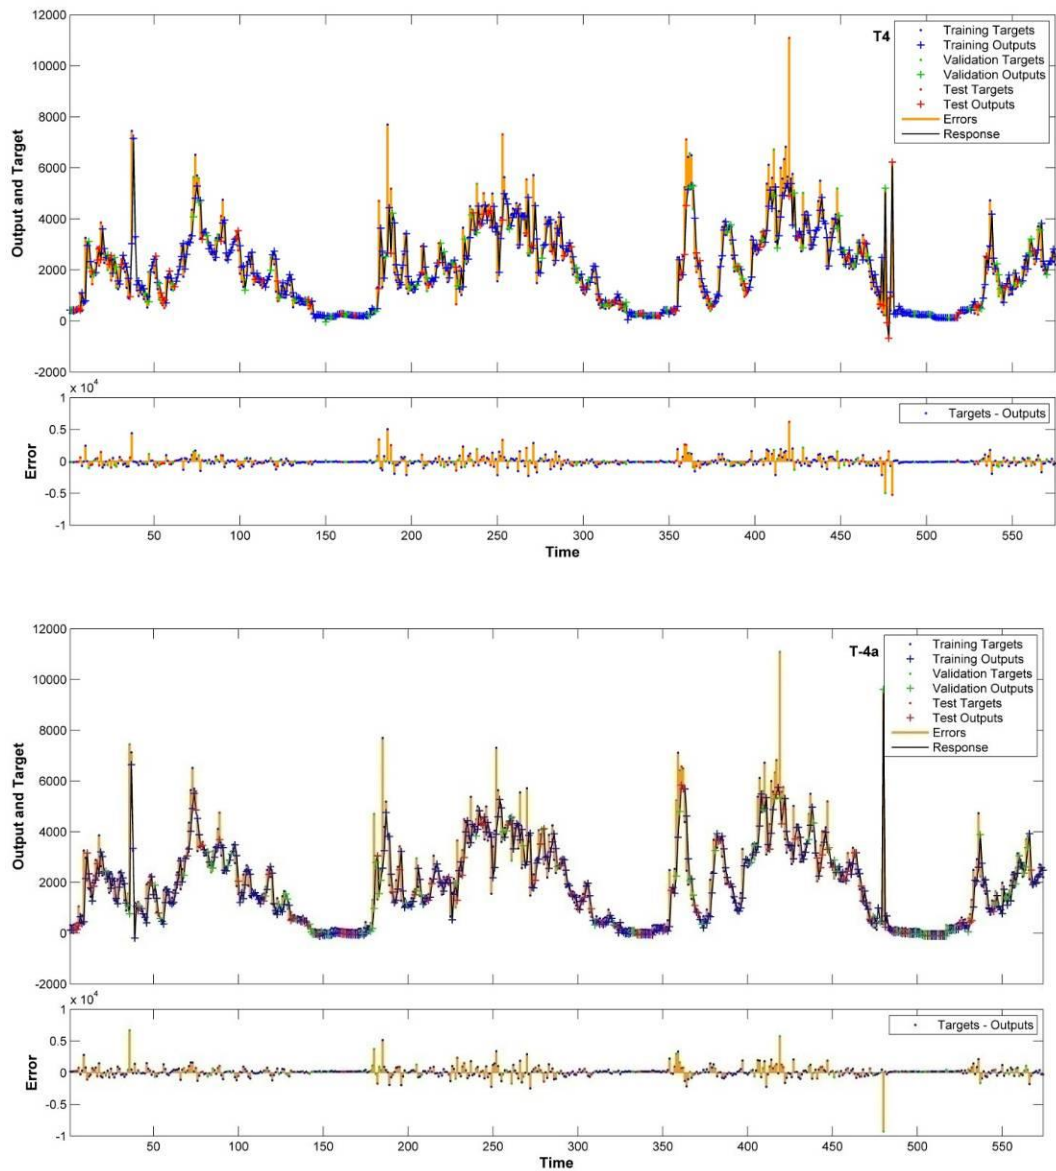 12000
10000
8000
6000
4000
2000
0
-2000
Output and Target
T4
Training Targets
Training Outputs
Validation Targets
Validation Outputs
Test Targets
Test Outputs
Errors
Response
x 10^4
1
0.5
0
-0.5
-1
Error
Targets - Outputs
50 100 150 200 250 300 350 400 450 500 550
Time
12000
10000
8000
6000
4000
2000
0
-2000
Output and Target
T-4a
Training Targets
Training Outputs
Validation Targets
Validation Outputs
Test Targets
Test Outputs
Errors
Response
x 10^4
1
0.5
0
-0.5
-1
Error
Targets - Outputs
50 100 150 200 250 300 350 400 450 500 550
Time